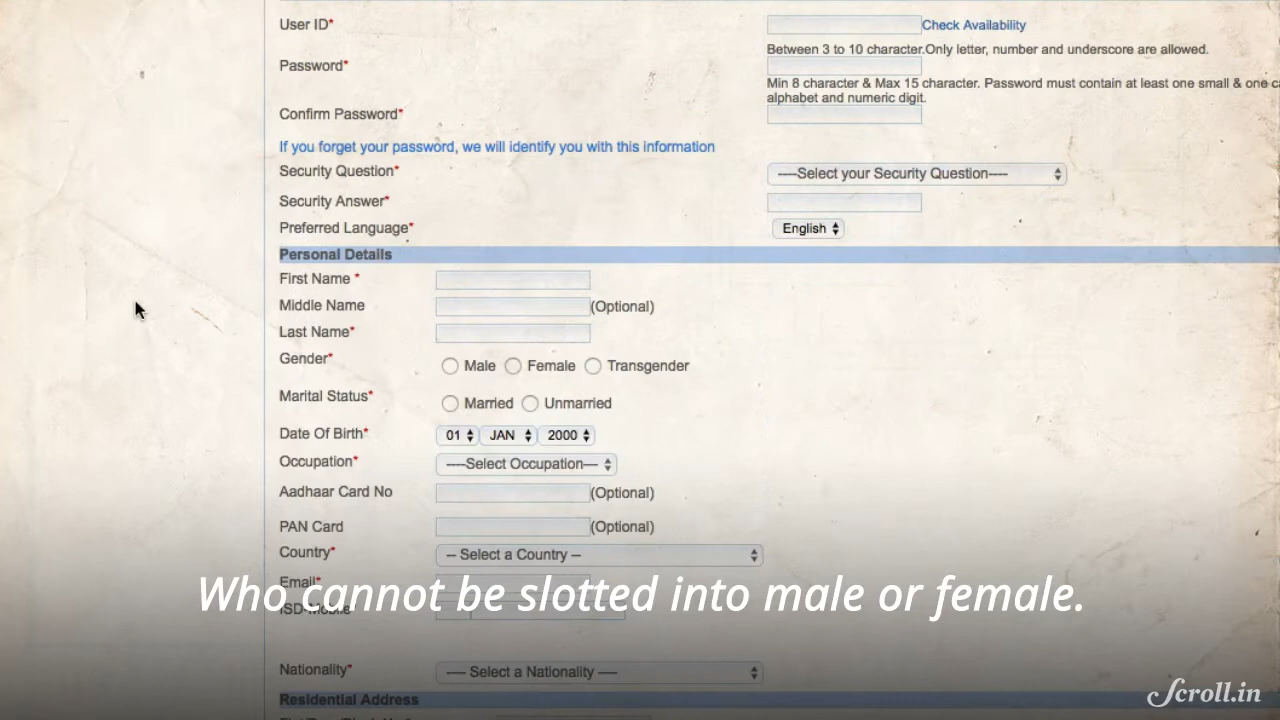 User ID* Check Availability
Between 3 to 10 character.Only letter, number and underscore are allowed.
Password*
Min 8 character & Max 15 character. Password must contain at least one small & one
alphabet and numeric digit.
Confirm Password*
If you forget your password, we will identify you with this information
Security Question* ----Select your Security Question----
Security Answer*
Preferred Language* English
Personal Details
First Name *
Middle Name (Optional)
Last Name*
Gender* Male Female Transgender
Marital Status* Married Unmarried
Date Of Birth* 01 JAN 2000
Occupation* ----Select Occupation----
Aadhaar Card No (Optional)
PAN Card (Optional)
Country* -- Select a Country --
Email*
Who cannot be slotted into male or female.
ISD-Mobile*
Nationality* ---- Select a Nationality ----
Residential Address
Scroll.in